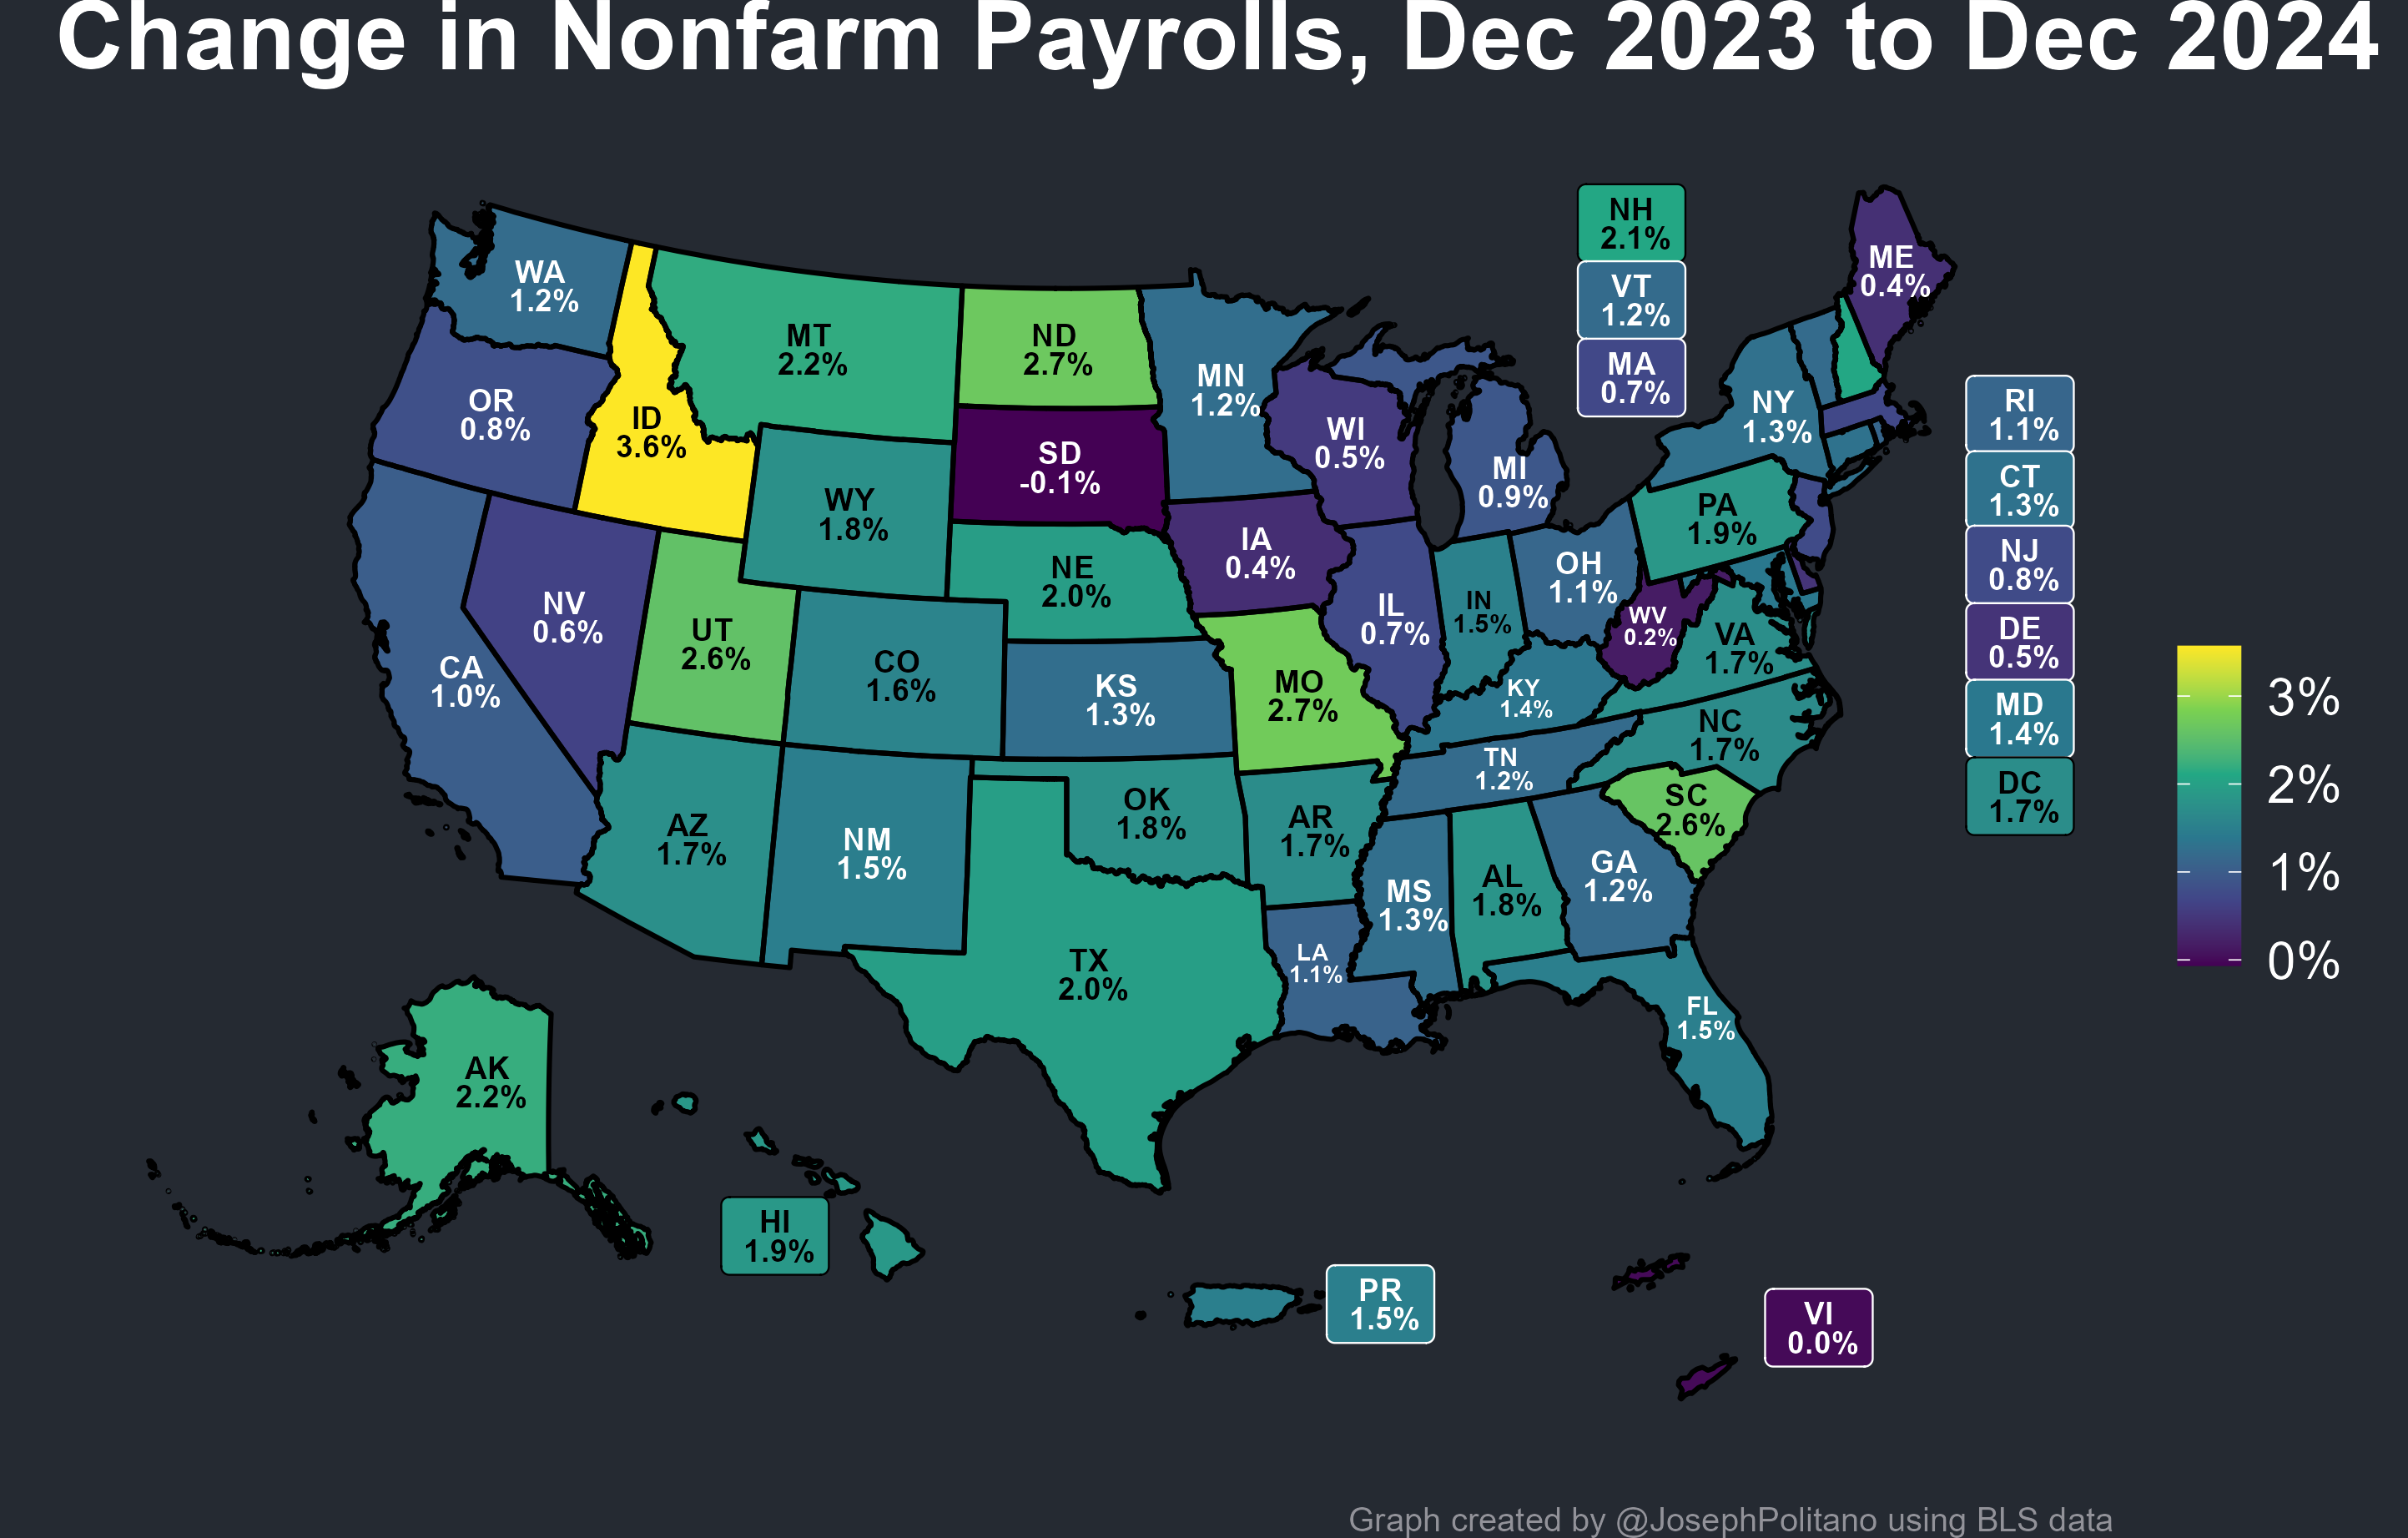 Change in Nonfarm Payrolls, Dec 2023 to Dec 2024
WA
1.2%
OR
0.8%
ID
3.6%
MT
2.2%
ND
2.7%
SD
-0.1%
MN
1.2%
WI
0.5%
MI
0.9%
NH
2.1%
VT
1.2%
MA
0.7%
ME
0.4%
NY
1.3%
RI
1.1%
CT
1.3%
NJ
0.8%
DE
0.5%
MD
1.4%
DC
1.7%
WY
1.8%
NE
2.0%
IA
0.4%
IL
0.7%
IN
1.5%
OH
1.1%
PA
1.9%
WV
0.2%
VA
1.7%
NV
0.6%
UT
2.6%
CO
1.6%
KS
1.3%
MO
2.7%
KY
1.4%
NC
1.7%
CA
1.0%
AZ
1.7%
NM
1.5%
OK
1.8%
AR
1.7%
TN
1.2%
SC
2.6%
MS
1.3%
AL
1.8%
GA
1.2%
TX
2.0%
LA
1.1%
FL
1.5%
AK
2.2%
HI
1.9%
PR
1.5%
VI
0.0%
3%
2%
1%
0%
Graph created by @JosephPolitano using BLS data